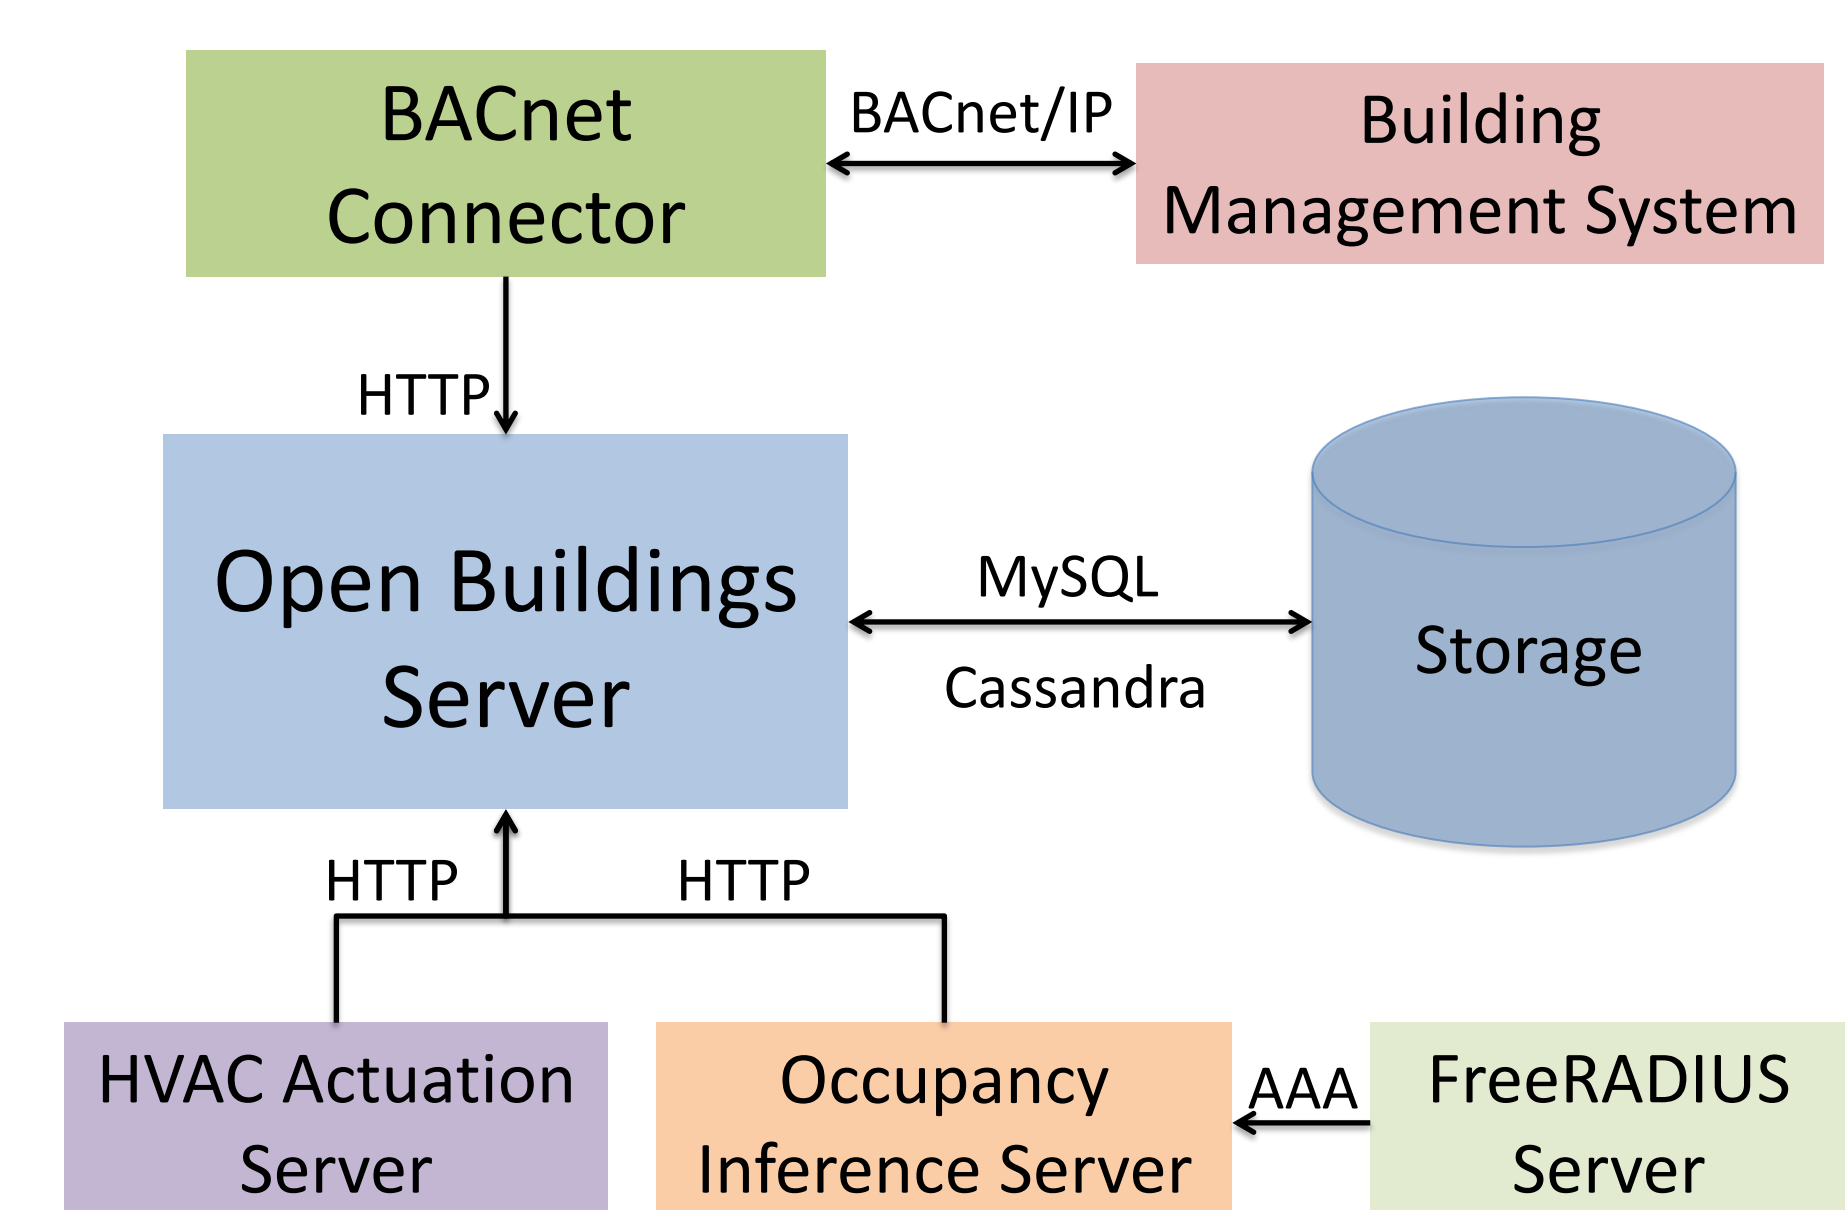 BACnet
Connector
BACnet/IP
Building
Management System
HTTP
Open Buildings
Server
MySQL
Cassandra
Storage
HTTP
HTTP
HVAC Actuation
Server
Occupancy
Inference Server
AAA
FreeRADIUS
Server